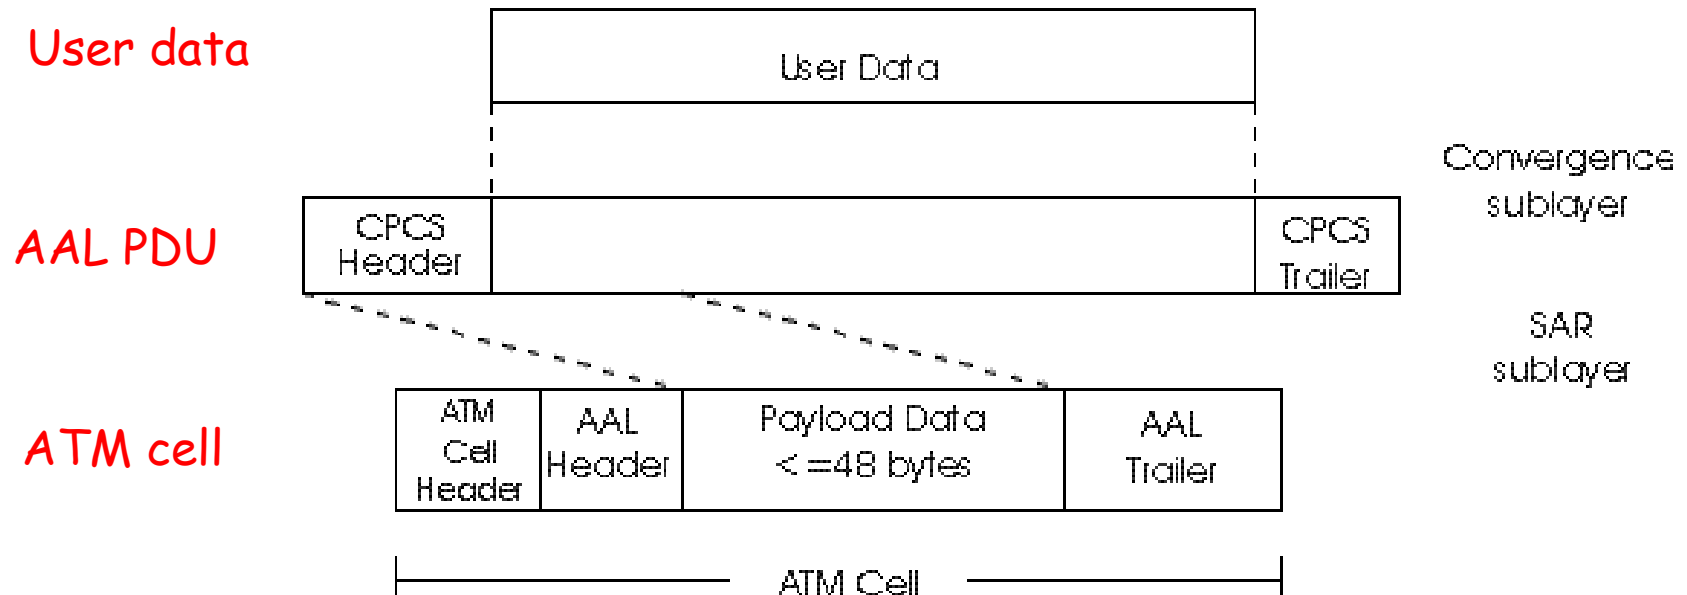 User data
User Data
Convergence
sublayer
AAL PDU
CPCS
Header
CPCS
Trailer
SAR
sublayer
ATM cell
ATM
Cell
Header
AAL
Header
Payload Data
<=48 bytes
AAL
Trailer
ATM Cell